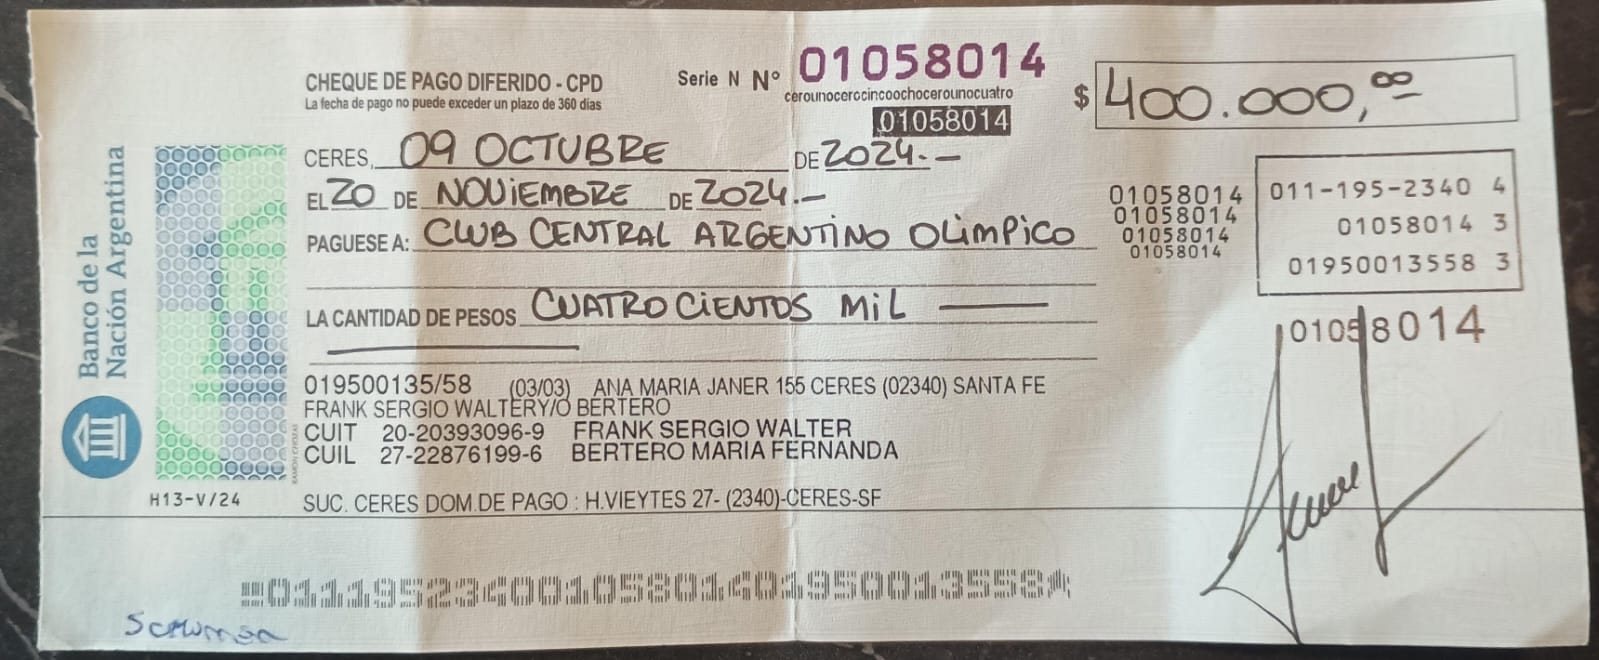 CHEQUE DE PAGO DIFERIDO - CPD
La fecha de pago no puede exceder un plazo de 360 días
Serie N Nº 01058014
cerounocerocincoochocerounocuatro
01058014
$ 400.000,00
CERES, 09 OCTUBRE DE 2024.-
EL 20 DE NOViEMBRE DE 2024.-
PAGUESE A: CLUB CENTRAL ARGENTINO OLiMPiCO
LA CANTIDAD DE PESOS CUATROCiENTOS MiL
01058014
01058014
01058014
01058014
011-195-2340 4
01058014 3
01950013558 3
01058014
019500135/58 (03/03) ANA MARIA JANER 155 CERES (02340) SANTA FE
FRANK SERGIO WALTERY/O BERTERO
CUIT 20-20393096-9 FRANK SERGIO WALTER
CUIL 27-22876199-6 BERTERO MARIA FERNANDA
SUC. CERES DOM.DE PAGO : H.VIEYTES 27- (2340)-CERES-SF
Banco de la
Nación Argentina
H13-V/24